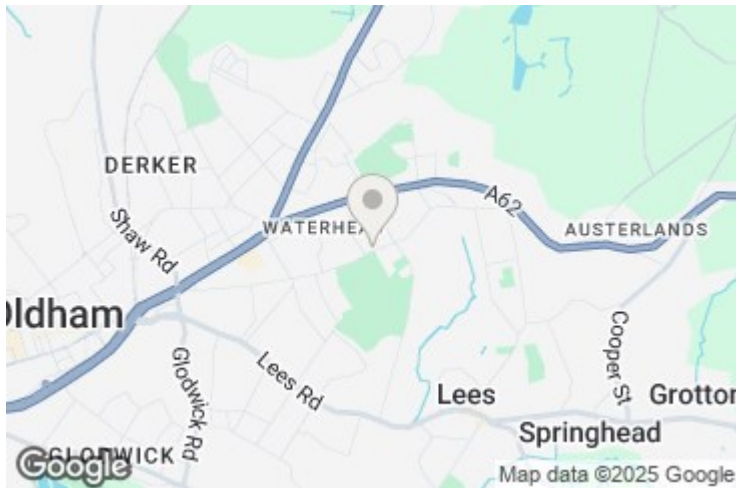 DERKER
Shaw Rd
WATERHEA
A62
AUSTERLANDS
Oldham
Cooper St
Glodwick Rd
Lees Rd
Lees
Grotton
Springhead
GLODWICK
Google
Map data ©2025 Google